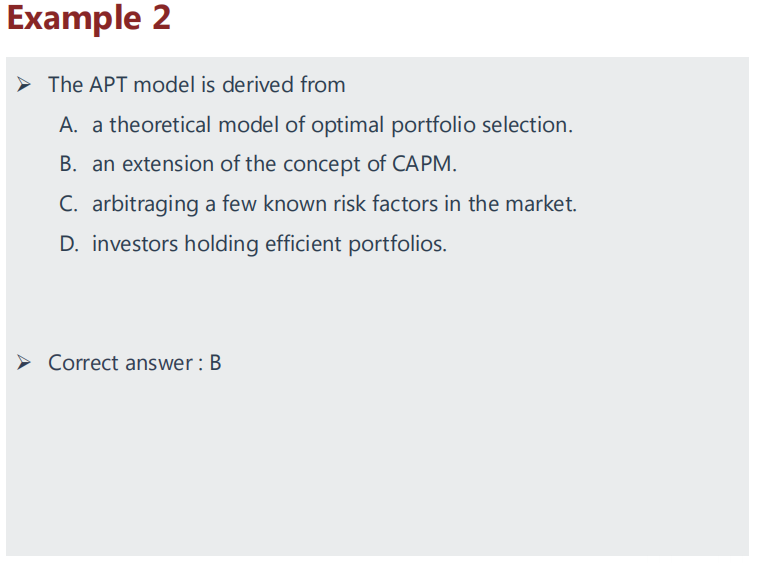 Example 2
➢ The APT model is derived from
A. a theoretical model of optimal portfolio selection.
B. an extension of the concept of CAPM.
C. arbitraging a few known risk factors in the market.
D. investors holding efficient portfolios.
➢ Correct answer : B